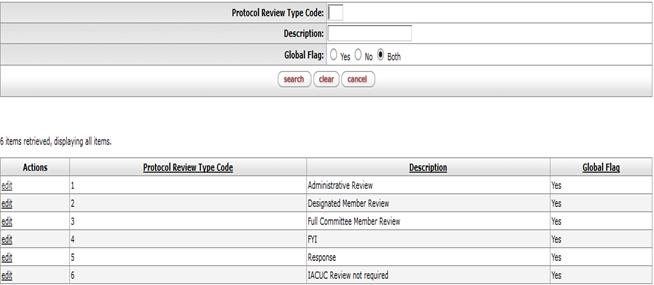 Protocol Review Type Code:
Description:
Global Flag: Yes No Both
search clear cancel
6 items retrieved, displaying all items.
Actions Protocol Review Type Code Description Global Flag
edit 1 Administrative Review Yes
edit 2 Designated Member Review Yes
edit 3 Full Committee Member Review Yes
edit 4 FYI Yes
edit 5 Response Yes
edit 6 IACUC Review not required Yes